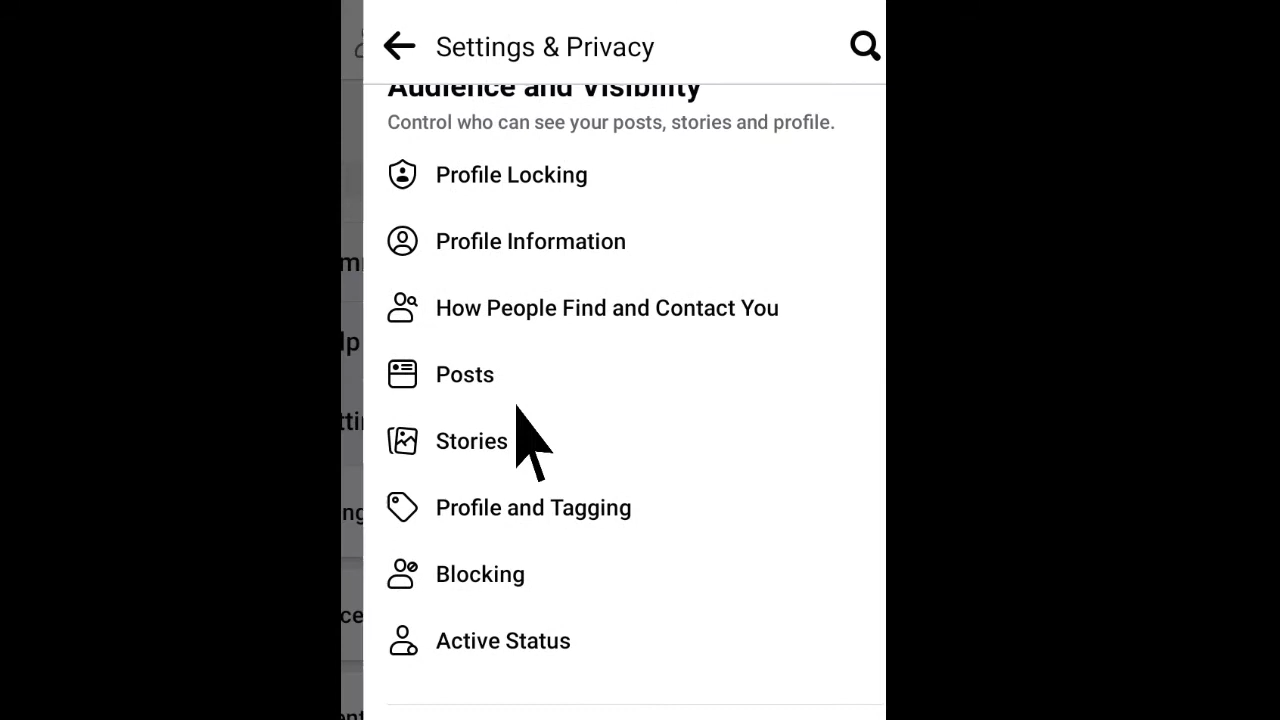 Settings & Privacy
Audience and Visibility
Control who can see your posts, stories and profile.
Profile Locking
Profile Information
How People Find and Contact You
Posts
Stories
Profile and Tagging
Blocking
Active Status